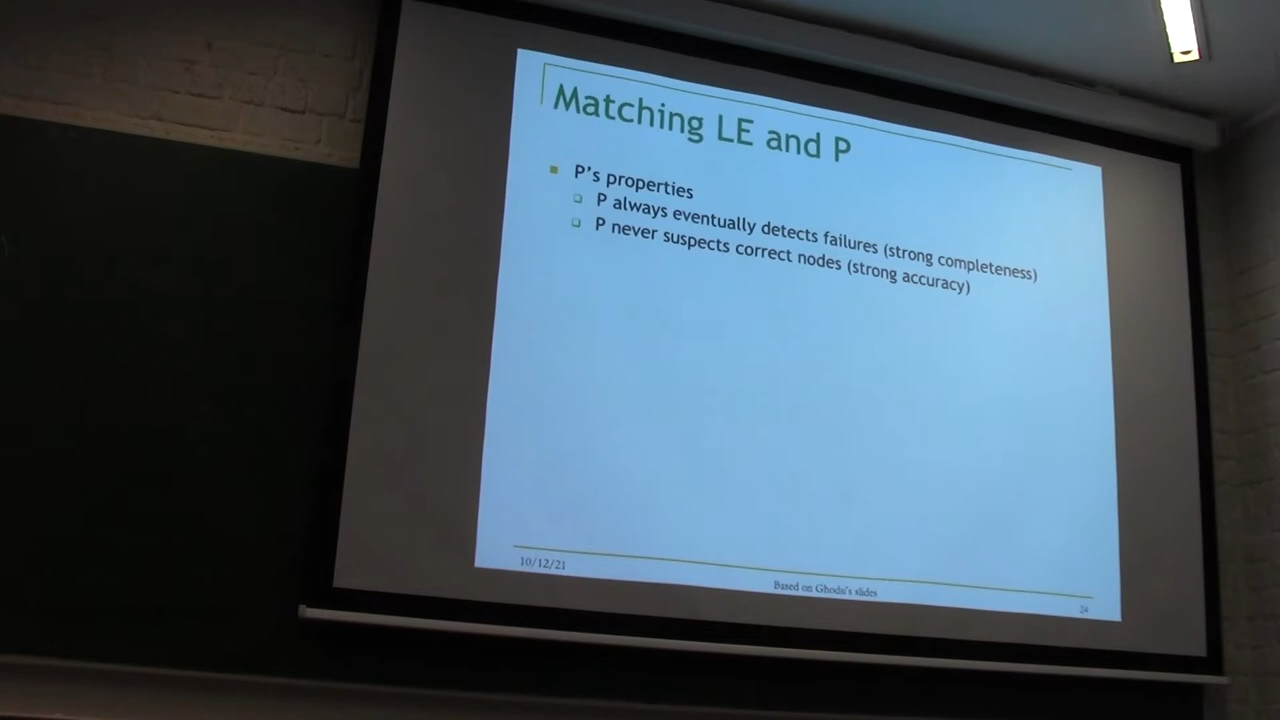 Matching LE and P
P's properties
P always eventually detects failures (strong completeness)
P never suspects correct nodes (strong accuracy)
10/12/21
Based on Ghodsi's slides
24